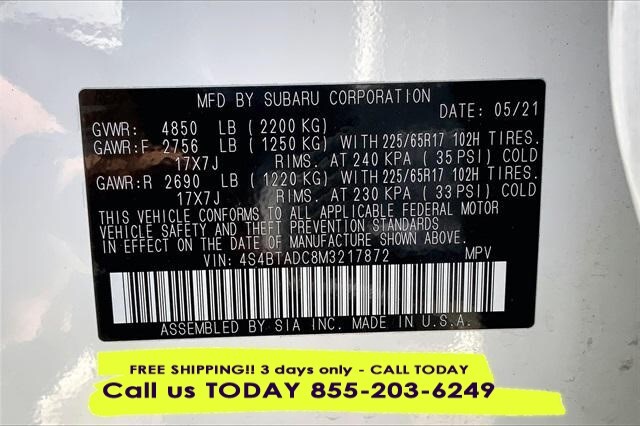 MFD BY SUBARU CORPORATION
DATE: 05/21
GVWR: 4850 LB (2200 KG)
GAWR:F 2756 LB (1250 KG) WITH 225/65R17 102H TIRES.
17X7J RIMS. AT 240 KPA (35 PSI) COLD
GAWR:R 2690 LB (1220 KG) WITH 225/65R17 102H TIRES.
17X7J RIMS. AT 230 KPA (33 PSI) COLD
THIS VEHICLE CONFORMS TO ALL APPLICABLE FEDERAL MOTOR
VEHICLE SAFETY AND THEFT PREVENTION STANDARDS
IN EFFECT ON THE DATE OF MANUFACTURE SHOWN ABOVE.
VIN: 4S4BTADC8M3217872 MPV
ASSEMBLED BY SIA INC. MADE IN U.S.A.
FREE SHIPPING!! 3 days only - CALL TODAY
Call us TODAY 855-203-6249